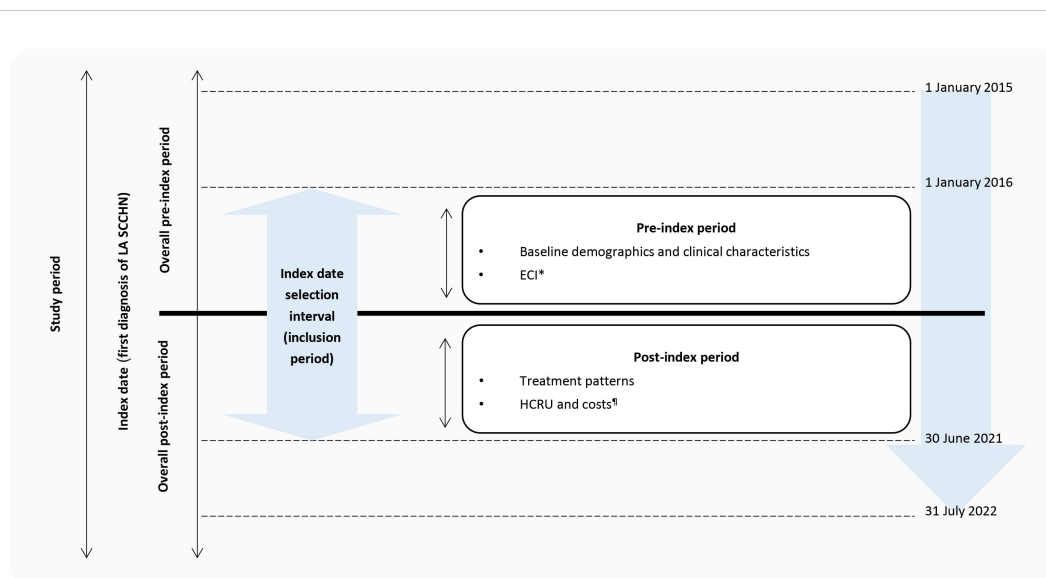 Study period
Index date (first diagnosis of LA SCCHN)
Overall pre-index period
Overall post-index period
Index date
selection
interval
(inclusion
period)
Pre-index period
• Baseline demographics and clinical characteristics
• ECI*
Post-index period
• Treatment patterns
• HCRU and costs¶
1 January 2015
1 January 2016
30 June 2021
31 July 2022